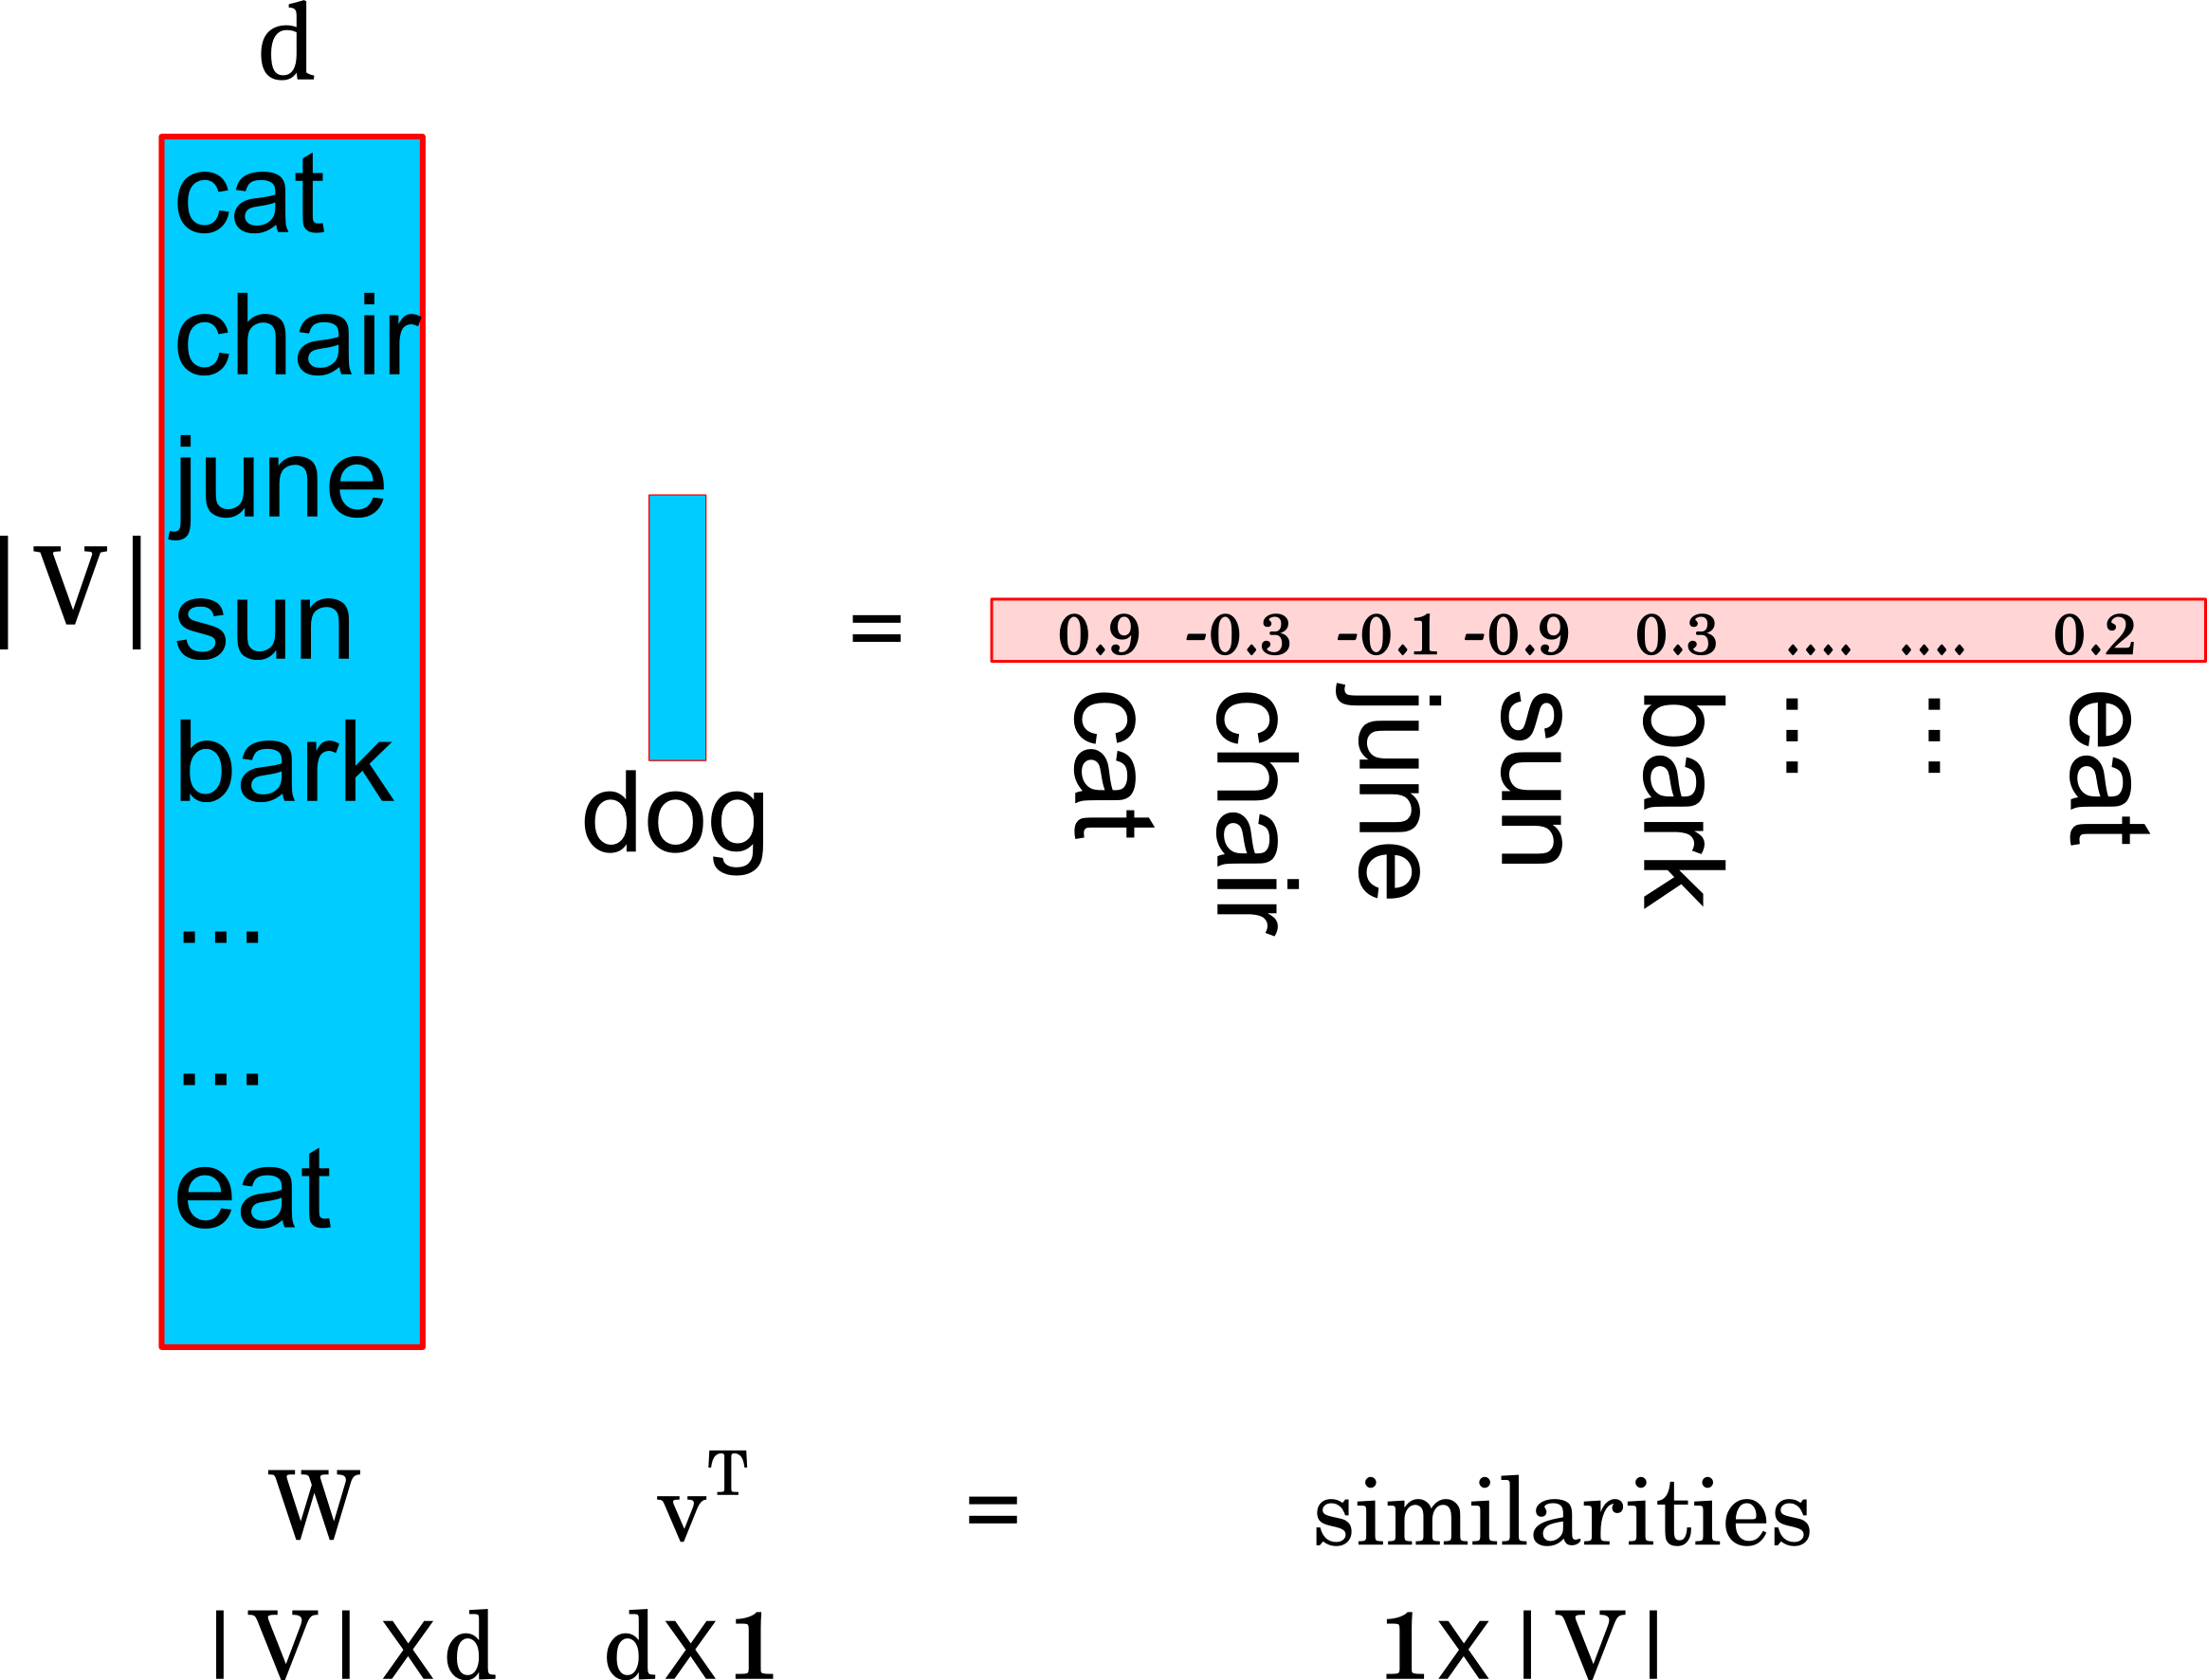 d
cat
chair
june
|V|
sun
bark
...
...
eat
dog
=
0.9 -0.3 -0.1 -0.9 0.3 .... .... 0.2
cat chair june sun bark ... ... eat
W v^T = similarities
|V|xd dx1 1x|V|